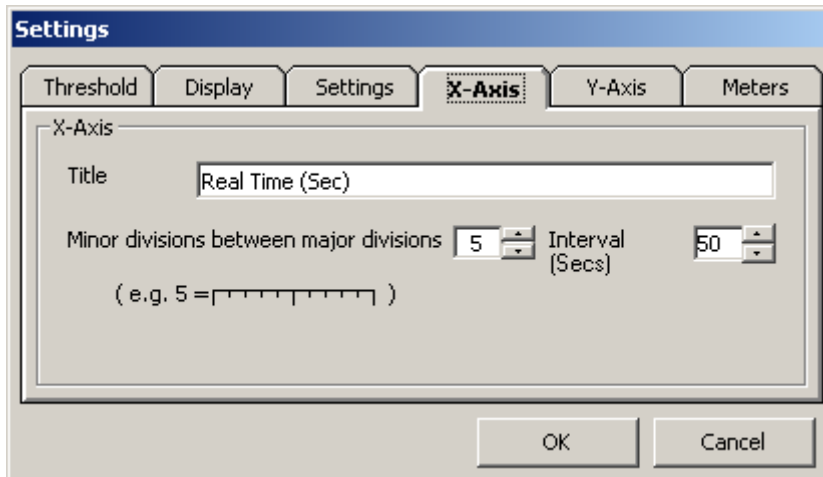 Settings
Threshold Display Settings X-Axis Y-Axis Meters
X-Axis
Title Real Time (Sec)
Minor divisions between major divisions 5 Interval 50
(Secs)
( e.g. 5 = )
OK Cancel